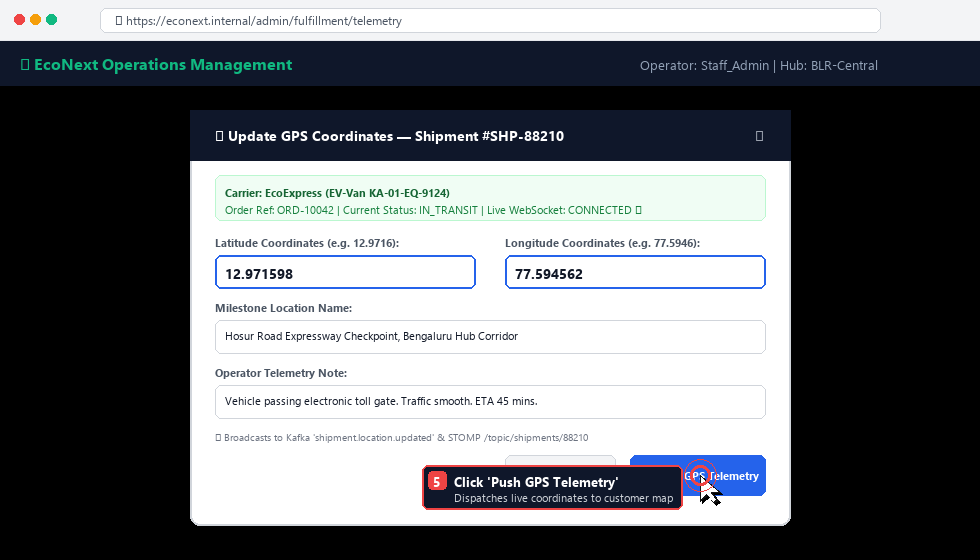 https://econext.internal/admin/fulfillment/telemetry
EcoNext Operations Management
Operator: Staff_Admin | Hub: BLR-Central
Update GPS Coordinates — Shipment #SHP-88210
Carrier: EcoExpress (EV-Van KA-01-EQ-9124)
Order Ref: ORD-10042 | Current Status: IN_TRANSIT | Live WebSocket: CONNECTED
Latitude Coordinates (e.g. 12.9716):
Longitude Coordinates (e.g. 77.5946):
12.971598
77.594562
Milestone Location Name:
Hosur Road Expressway Checkpoint, Bengaluru Hub Corridor
Operator Telemetry Note:
Vehicle passing electronic toll gate. Traffic smooth. ETA 45 mins.
Broadcasts to Kafka 'shipment.location.updated' & STOMP /topic/shipments/88210
GPS Telemetry
5 Click 'Push GPS Telemetry'
Dispatches live coordinates to customer map